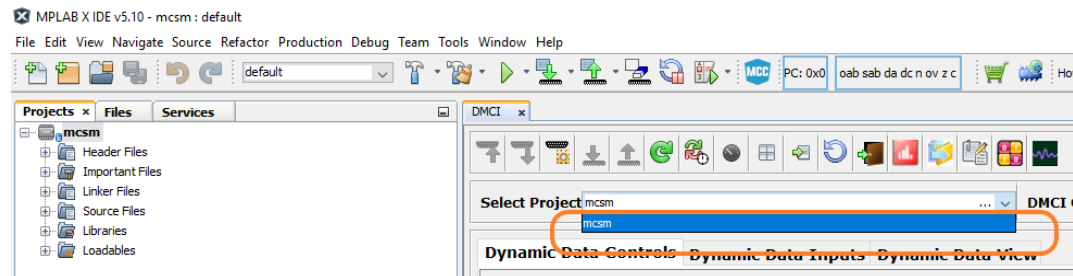 MPLAB X IDE v5.10 - mcsm : default
File Edit View Navigate Source Refactor Production Debug Team Tools Window Help
default MCC PC: 0x0 oab sab da dc n ov z c Ho
Projects x Files Services DMCI x
mcsm
Header Files
Important Files
Linker Files
Source Files
Libraries
Loadables
Select Project mcsm ... DMCI
mcsm
Dynamic Data Controls Dynamic Data Inputs Dynamic Data View